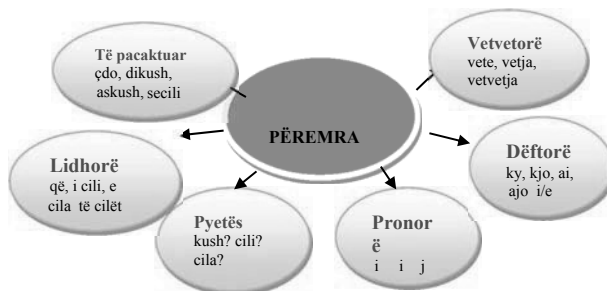 Të pacaktuar
çdo, dikush,
askush, secili
Vetvetorë
vete, vetja,
vetvetja
PËREMRA
Lidhorë
që, i cili, e
cila të cilët
Dëftorë
ky, kjo, ai,
ajo i/e
Pyetës
kush? cili?
cila?
Pronor
ë
i i j